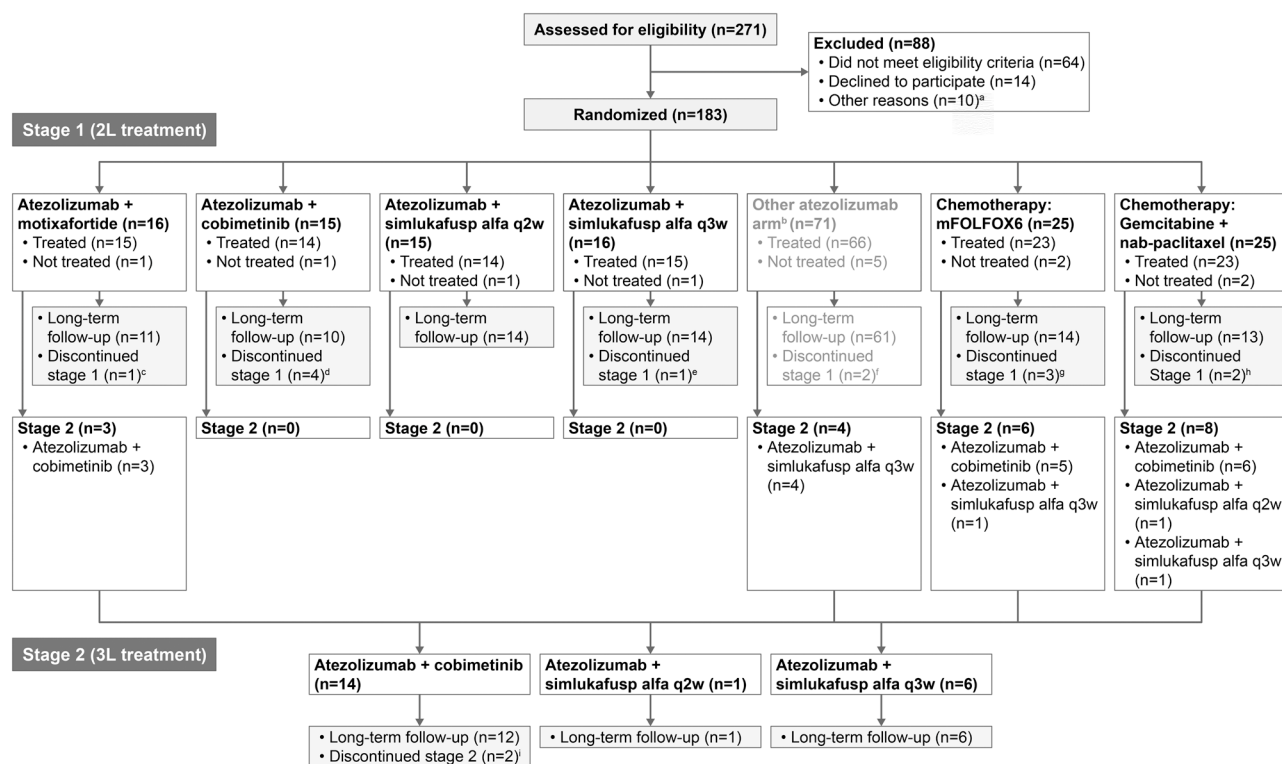 Assessed for eligibility (n=271)
Excluded (n=88)
• Did not meet eligibility criteria (n=64)
• Declined to participate (n=14)
• Other reasons (n=10)ᵃ
Randomized (n=183)
Stage 1 (2L treatment)
Atezolizumab +
motixafortide (n=16)
• Treated (n=15)
• Not treated (n=1)
Atezolizumab +
cobimetinib (n=15)
• Treated (n=14)
• Not treated (n=1)
Atezolizumab +
simlukafusp alfa q2w
(n=15)
• Treated (n=14)
• Not treated (n=1)
Atezolizumab +
simlukafusp alfa q3w
(n=16)
• Treated (n=15)
• Not treated (n=1)
Other atezolizumab
armᵇ (n=71)
• Treated (n=66)
• Not treated (n=5)
Chemotherapy:
mFOLFOX6 (n=25)
• Treated (n=23)
• Not treated (n=2)
Chemotherapy:
Gemcitabine +
nab-paclitaxel (n=25)
• Treated (n=23)
• Not treated (n=2)
• Long-term
follow-up (n=11)
• Discontinued
stage 1 (n=1)ᶜ
• Long-term
follow-up (n=10)
• Discontinued
stage 1 (n=4)ᵈ
• Long-term
follow-up (n=14)
• Long-term
follow-up (n=14)
• Discontinued
stage 1 (n=1)ᵉ
• Long-term
follow-up (n=61)
• Discontinued
stage 1 (n=2)ᶠ
• Long-term
follow-up (n=14)
• Discontinued
stage 1 (n=3)ᵍ
• Long-term
follow-up (n=13)
• Discontinued
Stage 1 (n=2)ʰ
Stage 2 (n=3)
• Atezolizumab +
cobimetinib (n=3)
Stage 2 (n=0)
Stage 2 (n=0)
Stage 2 (n=0)
Stage 2 (n=4)
• Atezolizumab +
simlukafusp alfa q3w
(n=4)
Stage 2 (n=6)
• Atezolizumab +
cobimetinib (n=5)
• Atezolizumab +
simlukafusp alfa q3w
(n=1)
Stage 2 (n=8)
• Atezolizumab +
cobimetinib (n=6)
• Atezolizumab +
simlukafusp alfa q2w
(n=1)
• Atezolizumab +
simlukafusp alfa q3w
(n=1)
Stage 2 (3L treatment)
Atezolizumab + cobimetinib
(n=14)
Atezolizumab +
simlukafusp alfa q2w (n=1)
Atezolizumab +
simlukafusp alfa q3w (n=6)
• Long-term follow-up (n=12)
• Discontinued stage 2 (n=2)ⁱ
• Long-term follow-up (n=1)
• Long-term follow-up (n=6)